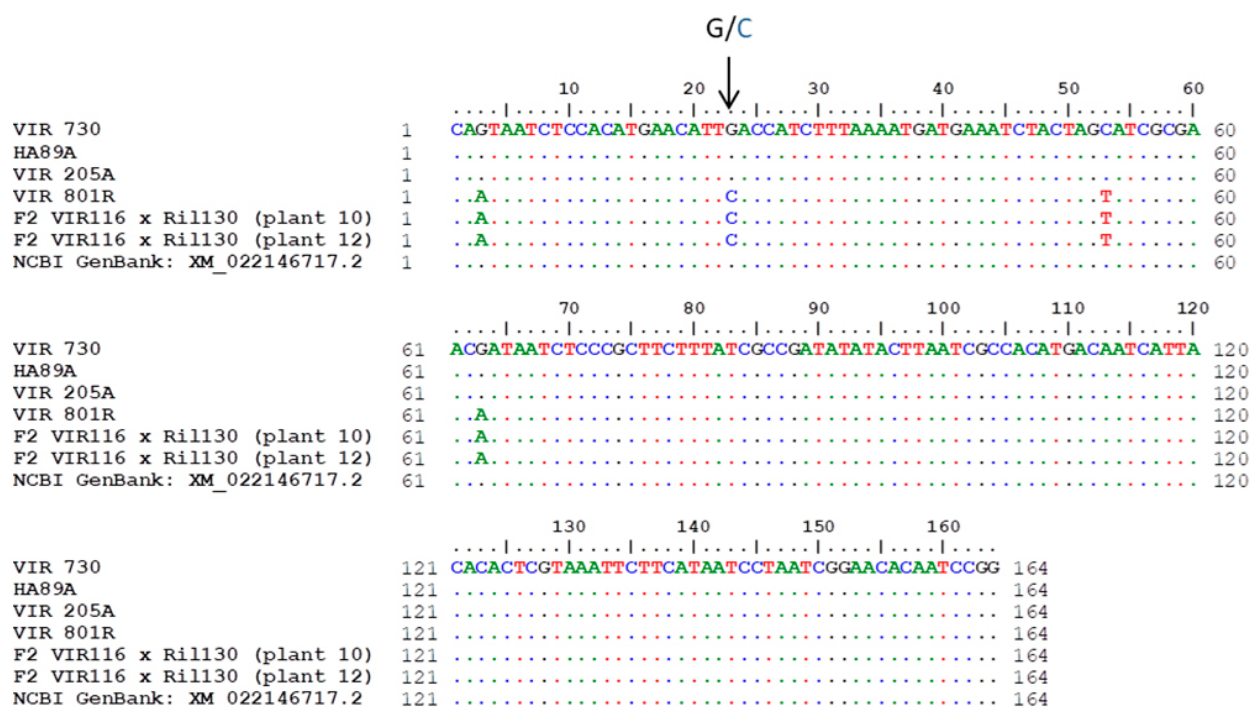 G/C
10 20 30 40 50 60
....|....|....|....|....|....|....|....|....|....|....|....|
VIR 730 1 CAGTAATCTCCACATGAACATTGACCATCTTTAAAATGATGAAATCTACTAGCATCGCGA 60
HA89A 1 ............................................................ 60
VIR 205A 1 ............................................................ 60
VIR 801R 1 ..A...................C.............................T....... 60
F2 VIR116 x Ril130 (plant 10) 1 ..A...................C.............................T....... 60
F2 VIR116 x Ril130 (plant 12) 1 ..A...................C.............................T....... 60
NCBI GenBank: XM_022146717.2 1 ............................................................ 60
70 80 90 100 110 120
....|....|....|....|....|....|....|....|....|....|....|....|
VIR 730 61 ACGATAATCTCCCGCTTCTTTATCGCCGATATATACTTAATCGCCACATGACAATCATTA 120
HA89A 61 ............................................................ 120
VIR 205A 61 ............................................................ 120
VIR 801R 61 ..A......................................................... 120
F2 VIR116 x Ril130 (plant 10) 61 ..A......................................................... 120
F2 VIR116 x Ril130 (plant 12) 61 ..A......................................................... 120
NCBI GenBank: XM_022146717.2 61 ............................................................ 120
130 140 150 160
....|....|....|....|....|....|....|....|....
VIR 730 121 CACACTCGTAAATTCTTCATAATCCTAATCGGAACACAATCCGG 164
HA89A 121 ............................................ 164
VIR 205A 121 ............................................ 164
VIR 801R 121 ............................................ 164
F2 VIR116 x Ril130 (plant 10) 121 ............................................ 164
F2 VIR116 x Ril130 (plant 12) 121 ............................................ 164
NCBI GenBank: XM 022146717.2 121 ............................................ 164